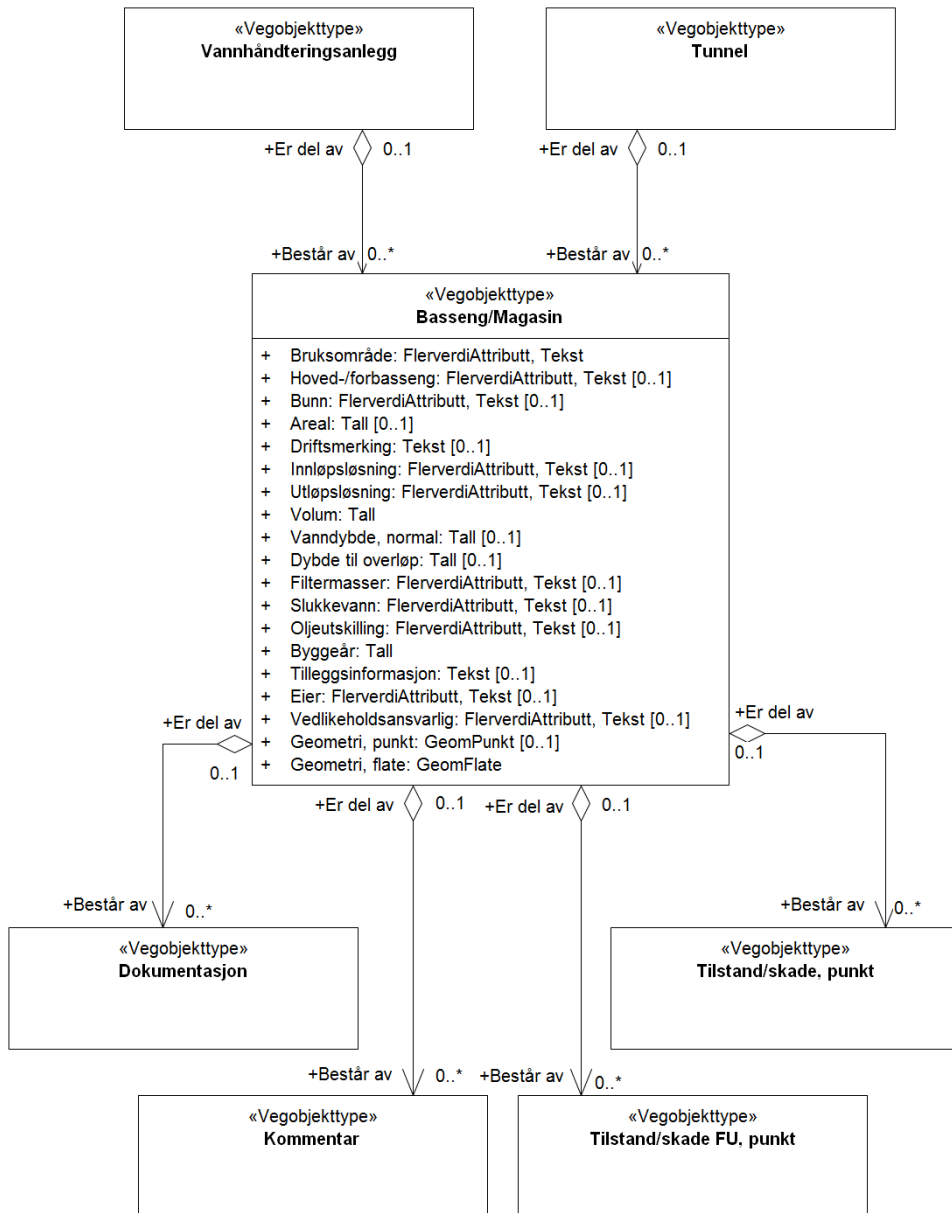 «Vegobjekttype»
Vannhåndteringsanlegg
«Vegobjekttype»
Tunnel
+Er del av 0..1
+Er del av 0..1
+Består av 0..*
+Består av 0..*
«Vegobjekttype»
Basseng/Magasin
+ Bruksområde: FlerverdiAttributt, Tekst
+ Hoved-/forbasseng: FlerverdiAttributt, Tekst [0..1]
+ Bunn: FlerverdiAttributt, Tekst [0..1]
+ Areal: Tall [0..1]
+ Driftsmerking: Tekst [0..1]
+ Innløpsløsning: FlerverdiAttributt, Tekst [0..1]
+ Utløpsløsning: FlerverdiAttributt, Tekst [0..1]
+ Volum: Tall
+ Vanndybde, normal: Tall [0..1]
+ Dybde til overløp: Tall [0..1]
+ Filtermasser: FlerverdiAttributt, Tekst [0..1]
+ Slukkevann: FlerverdiAttributt, Tekst [0..1]
+ Oljeutskilling: FlerverdiAttributt, Tekst [0..1]
+ Byggeår: Tall
+ Tilleggsinformasjon: Tekst [0..1]
+ Eier: FlerverdiAttributt, Tekst [0..1]
+ Vedlikeholdsansvarlig: FlerverdiAttributt, Tekst [0..1]
+ Geometri, punkt: GeomPunkt [0..1]
+ Geometri, flate: GeomFlate
+Er del av
0..1
+Er del av
0..1
+Er del av 0..1
+Er del av 0..1
+Består av 0..*
+Består av 0..*
«Vegobjekttype»
Dokumentasjon
«Vegobjekttype»
Tilstand/skade, punkt
+Består av 0..*
+Består av 0..*
«Vegobjekttype»
Kommentar
«Vegobjekttype»
Tilstand/skade FU, punkt